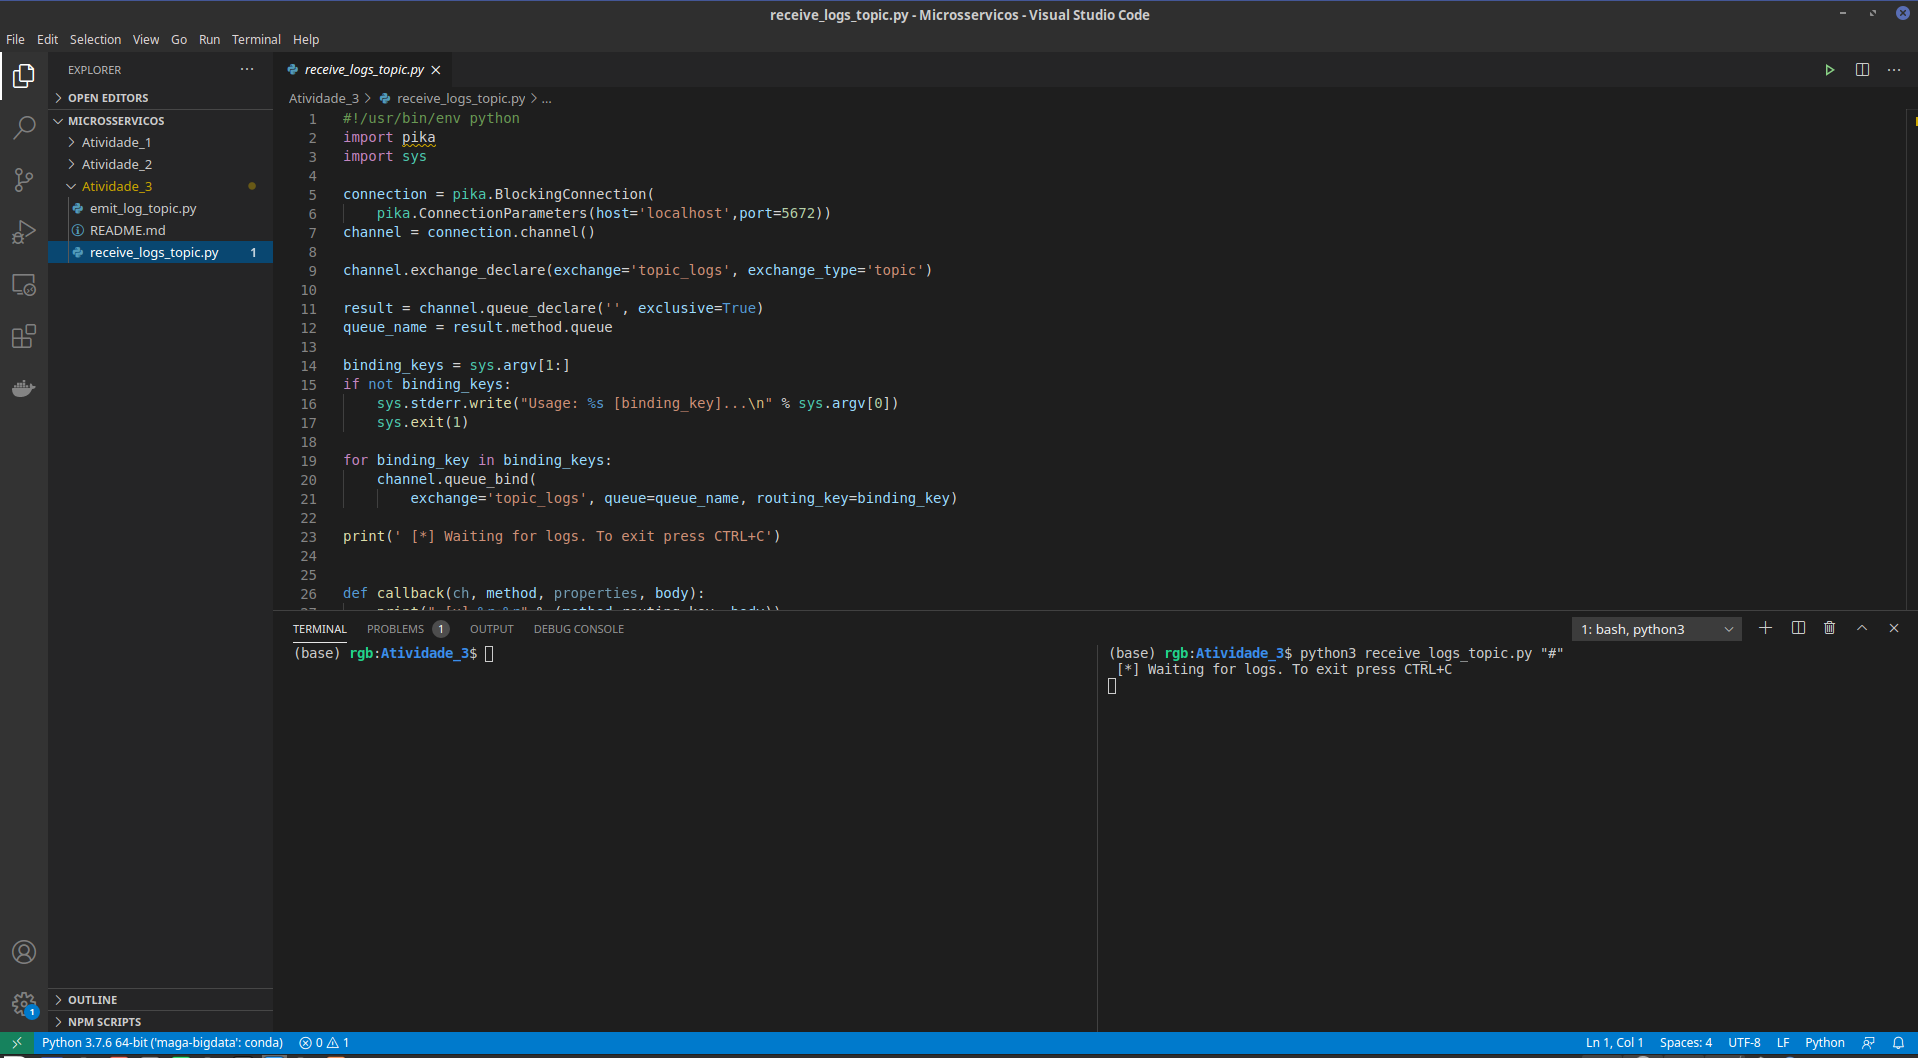 receive_logs_topic.py - Microsservicos - Visual Studio Code
File Edit Selection View Go Run Terminal Help
EXPLORER
OPEN EDITORS
MICROSSERVICOS
Atividade_1
Atividade_2
Atividade_3
emit_log_topic.py
README.md
receive_logs_topic.py 1
OUTLINE
NPM SCRIPTS
receive_logs_topic.py
Atividade_3 > receive_logs_topic.py > ...
1 #!/usr/bin/env python
2 import pika
3 import sys
4
5 connection = pika.BlockingConnection(
6 pika.ConnectionParameters(host='localhost',port=5672))
7 channel = connection.channel()
8
9 channel.exchange_declare(exchange='topic_logs', exchange_type='topic')
10
11 result = channel.queue_declare('', exclusive=True)
12 queue_name = result.method.queue
13
14 binding_keys = sys.argv[1:]
15 if not binding_keys:
16 sys.stderr.write("Usage: %s [binding_key]...\n" % sys.argv[0])
17 sys.exit(1)
18
19 for binding_key in binding_keys:
20 channel.queue_bind(
21 exchange='topic_logs', queue=queue_name, routing_key=binding_key)
22
23 print(' [*] Waiting for logs. To exit press CTRL+C')
24
25
26 def callback(ch, method, properties, body):
TERMINAL PROBLEMS 1 OUTPUT DEBUG CONSOLE
1: bash, python3
(base) rgb:Atividade_3$
(base) rgb:Atividade_3$ python3 receive_logs_topic.py "#"
[*] Waiting for logs. To exit press CTRL+C
1
Python 3.7.6 64-bit ('maga-bigdata': conda) 0 1
Ln 1, Col 1 Spaces: 4 UTF-8 LF Python